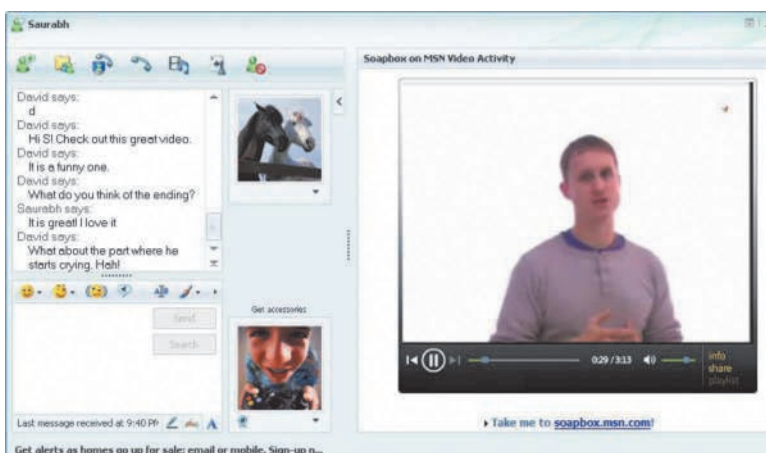 Saurabh
Soapbox on MSN Video Activity
David says:
d
David says:
Hi S! Check out this great video.
David says:
It is a funny one.
David says:
What do you think of the ending?
Saurabh says:
It is great! I love it
David says:
What about the part where he
starts crying. Hah!
Send
Search
Get accessories
0:29 / 3:13
info
share
playlist
Last message received at 9:40 PM
Take me to soapbox.msn.com!
Get alerts as homes go up for sale: email or mobile. Sign-up n...